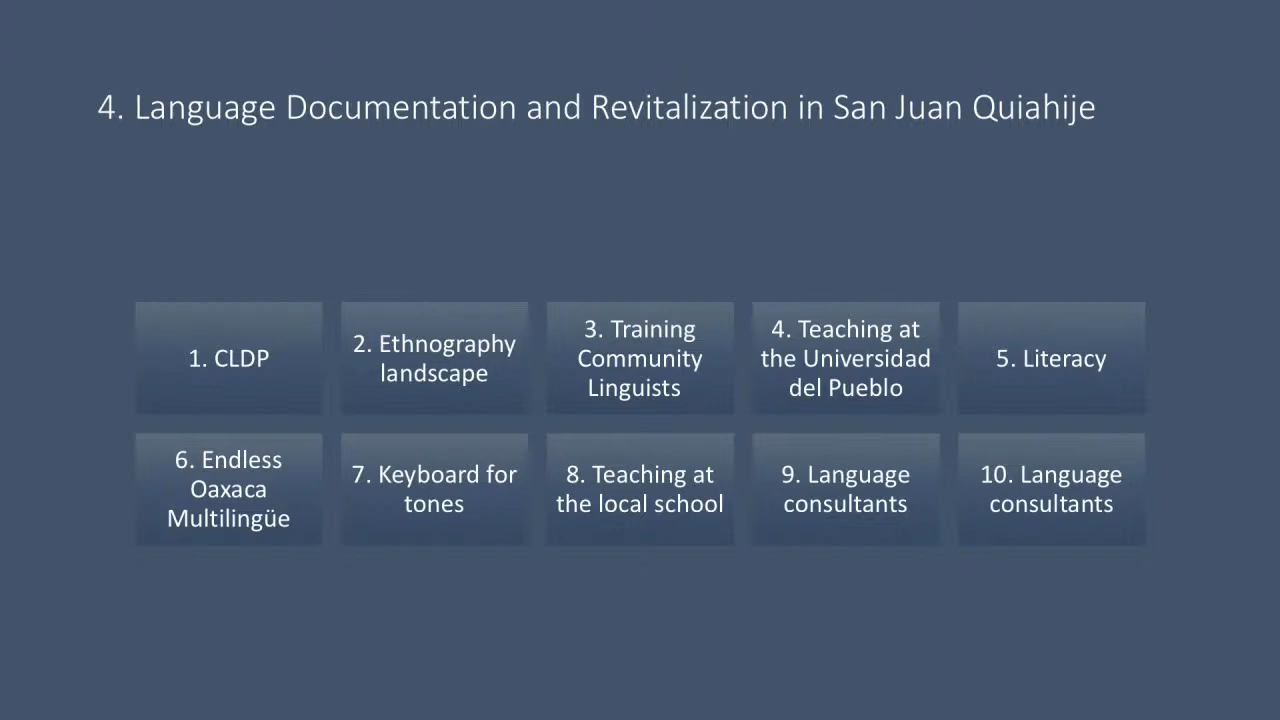 4. Language Documentation and Revitalization in San Juan Quiahije
1. CLDP
2. Ethnography
landscape
3. Training
Community
Linguists
4. Teaching at
the Universidad
del Pueblo
5. Literacy
6. Endless
Oaxaca
Multilingüe
7. Keyboard for
tones
8. Teaching at
the local school
9. Language
consultants
10. Language
consultants